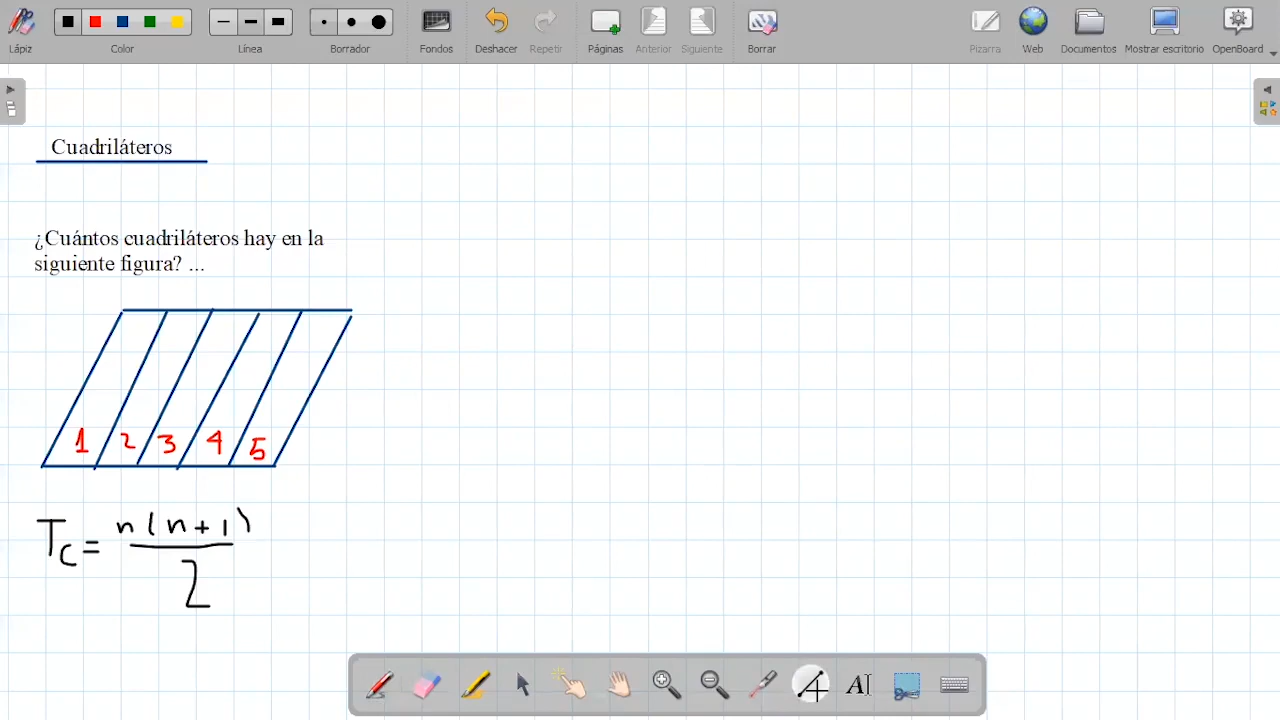 Lápiz Color Línea Borrador Fondos Deshacer Repetir Páginas Anterior Siguiente Borrar Pizarra Web Documentos Mostrar escritorio OpenBoard
Cuadriláteros
¿Cuántos cuadriláteros hay en la
siguiente figura? ...
1 2 3 4 5
Tc = n(n+1)
2
AI